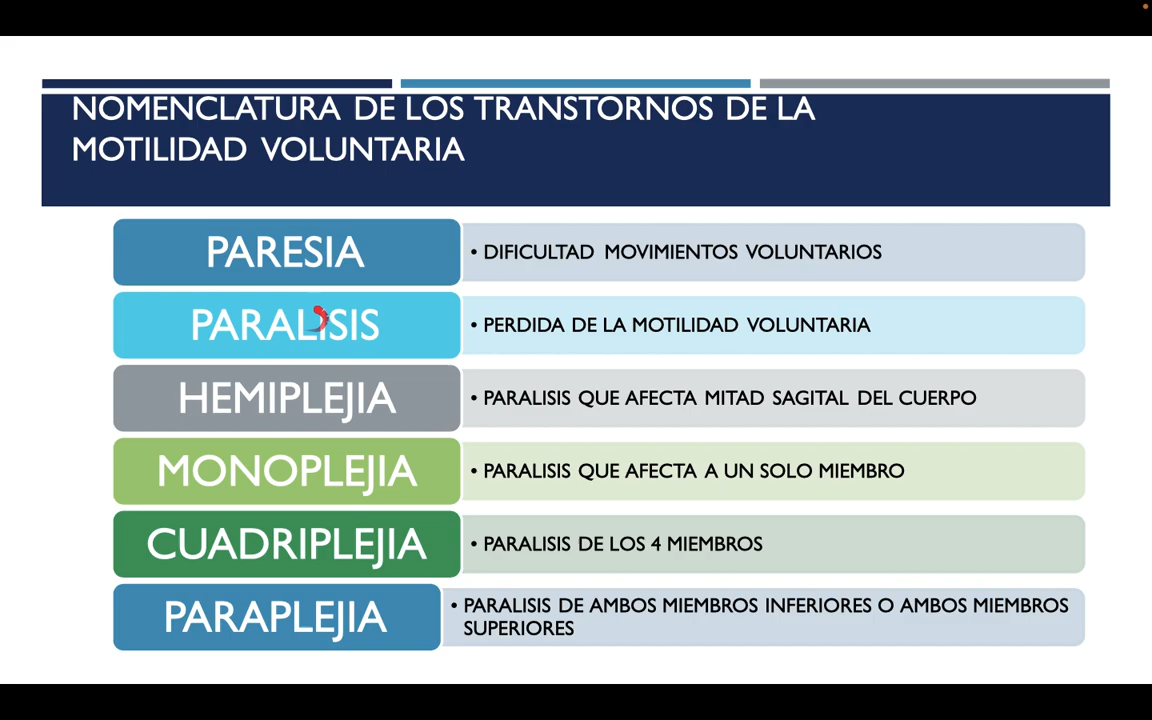 NOMENCLATURA DE LOS TRANSTORNOS DE LA
MOTILIDAD VOLUNTARIA
PARESIA
• DIFICULTAD MOVIMIENTOS VOLUNTARIOS
PARALISIS
• PERDIDA DE LA MOTILIDAD VOLUNTARIA
HEMIPLEJIA
• PARALISIS QUE AFECTA MITAD SAGITAL DEL CUERPO
MONOPLEJIA
• PARALISIS QUE AFECTA A UN SOLO MIEMBRO
CUADRIPLEJIA
• PARALISIS DE LOS 4 MIEMBROS
PARAPLEJIA
• PARALISIS DE AMBOS MIEMBROS INFERIORES O AMBOS MIEMBROS
SUPERIORES